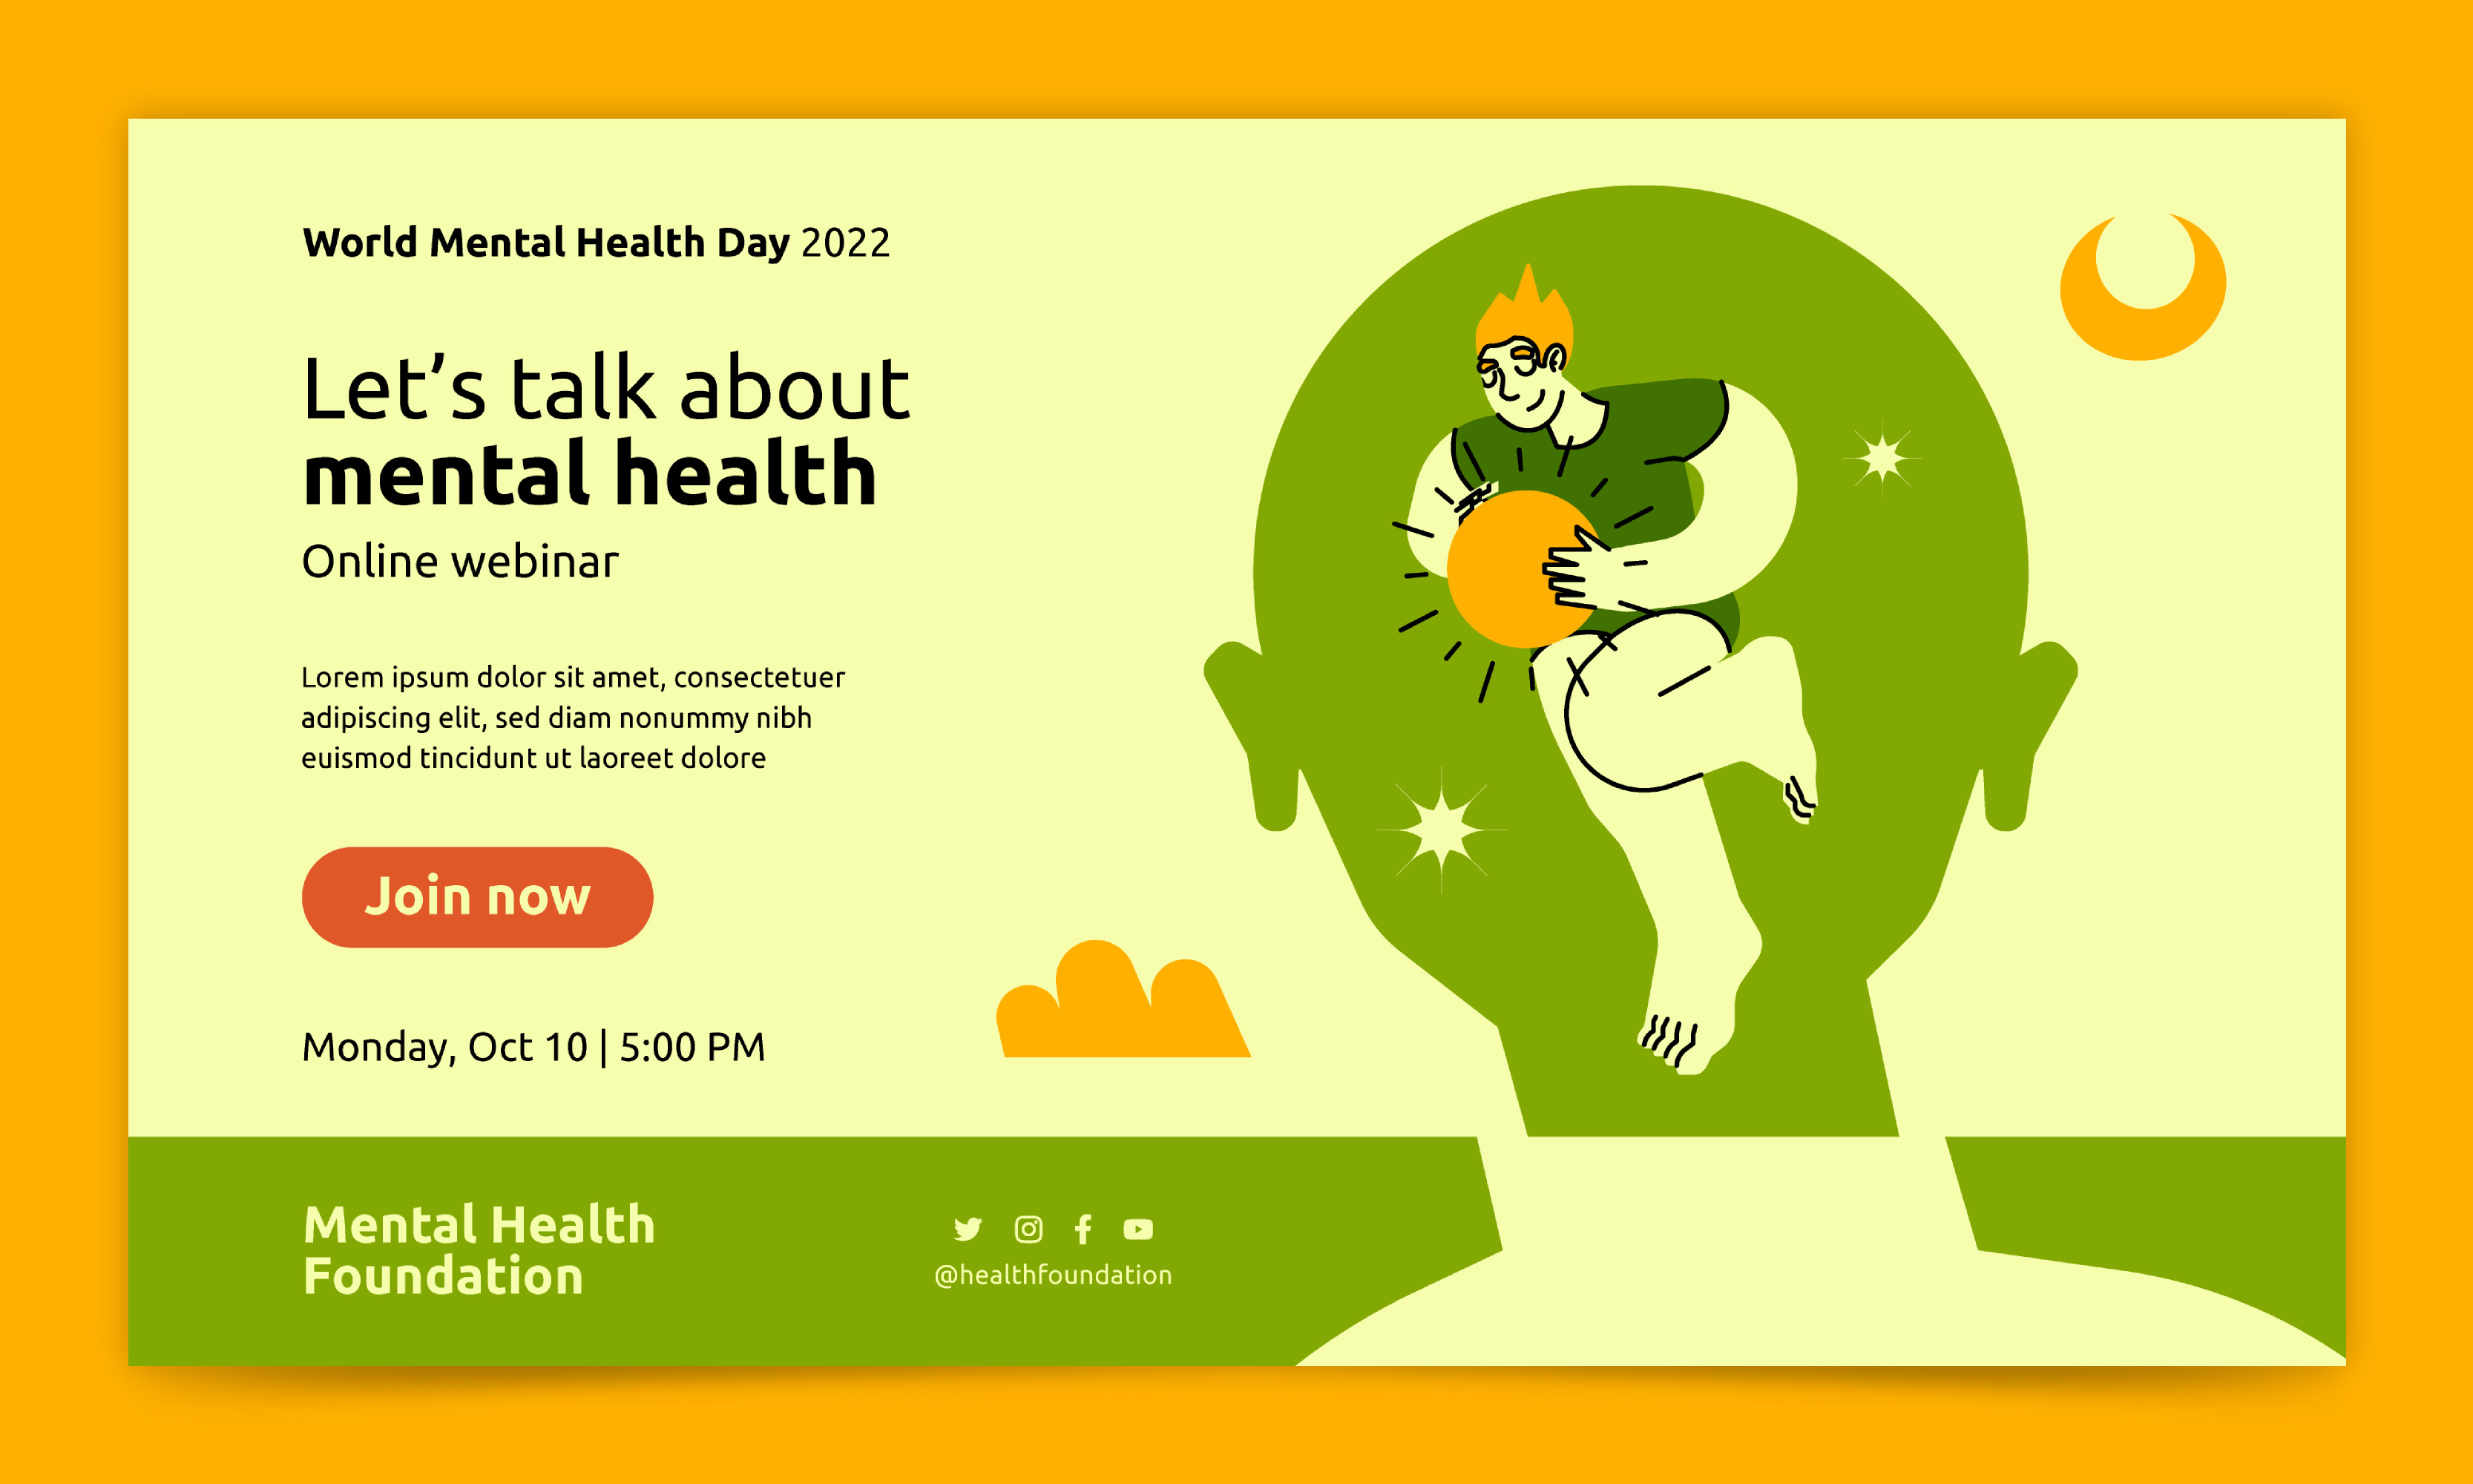 World Mental Health Day 2022
Let’s talk about
mental health
Online webinar
Lorem ipsum dolor sit amet, consectetuer
adipiscing elit, sed diam nonummy nibh
euismod tincidunt ut laoreet dolore
Join now
Monday, Oct 10 | 5:00 PM
Mental Health
Foundation
@healthfoundation